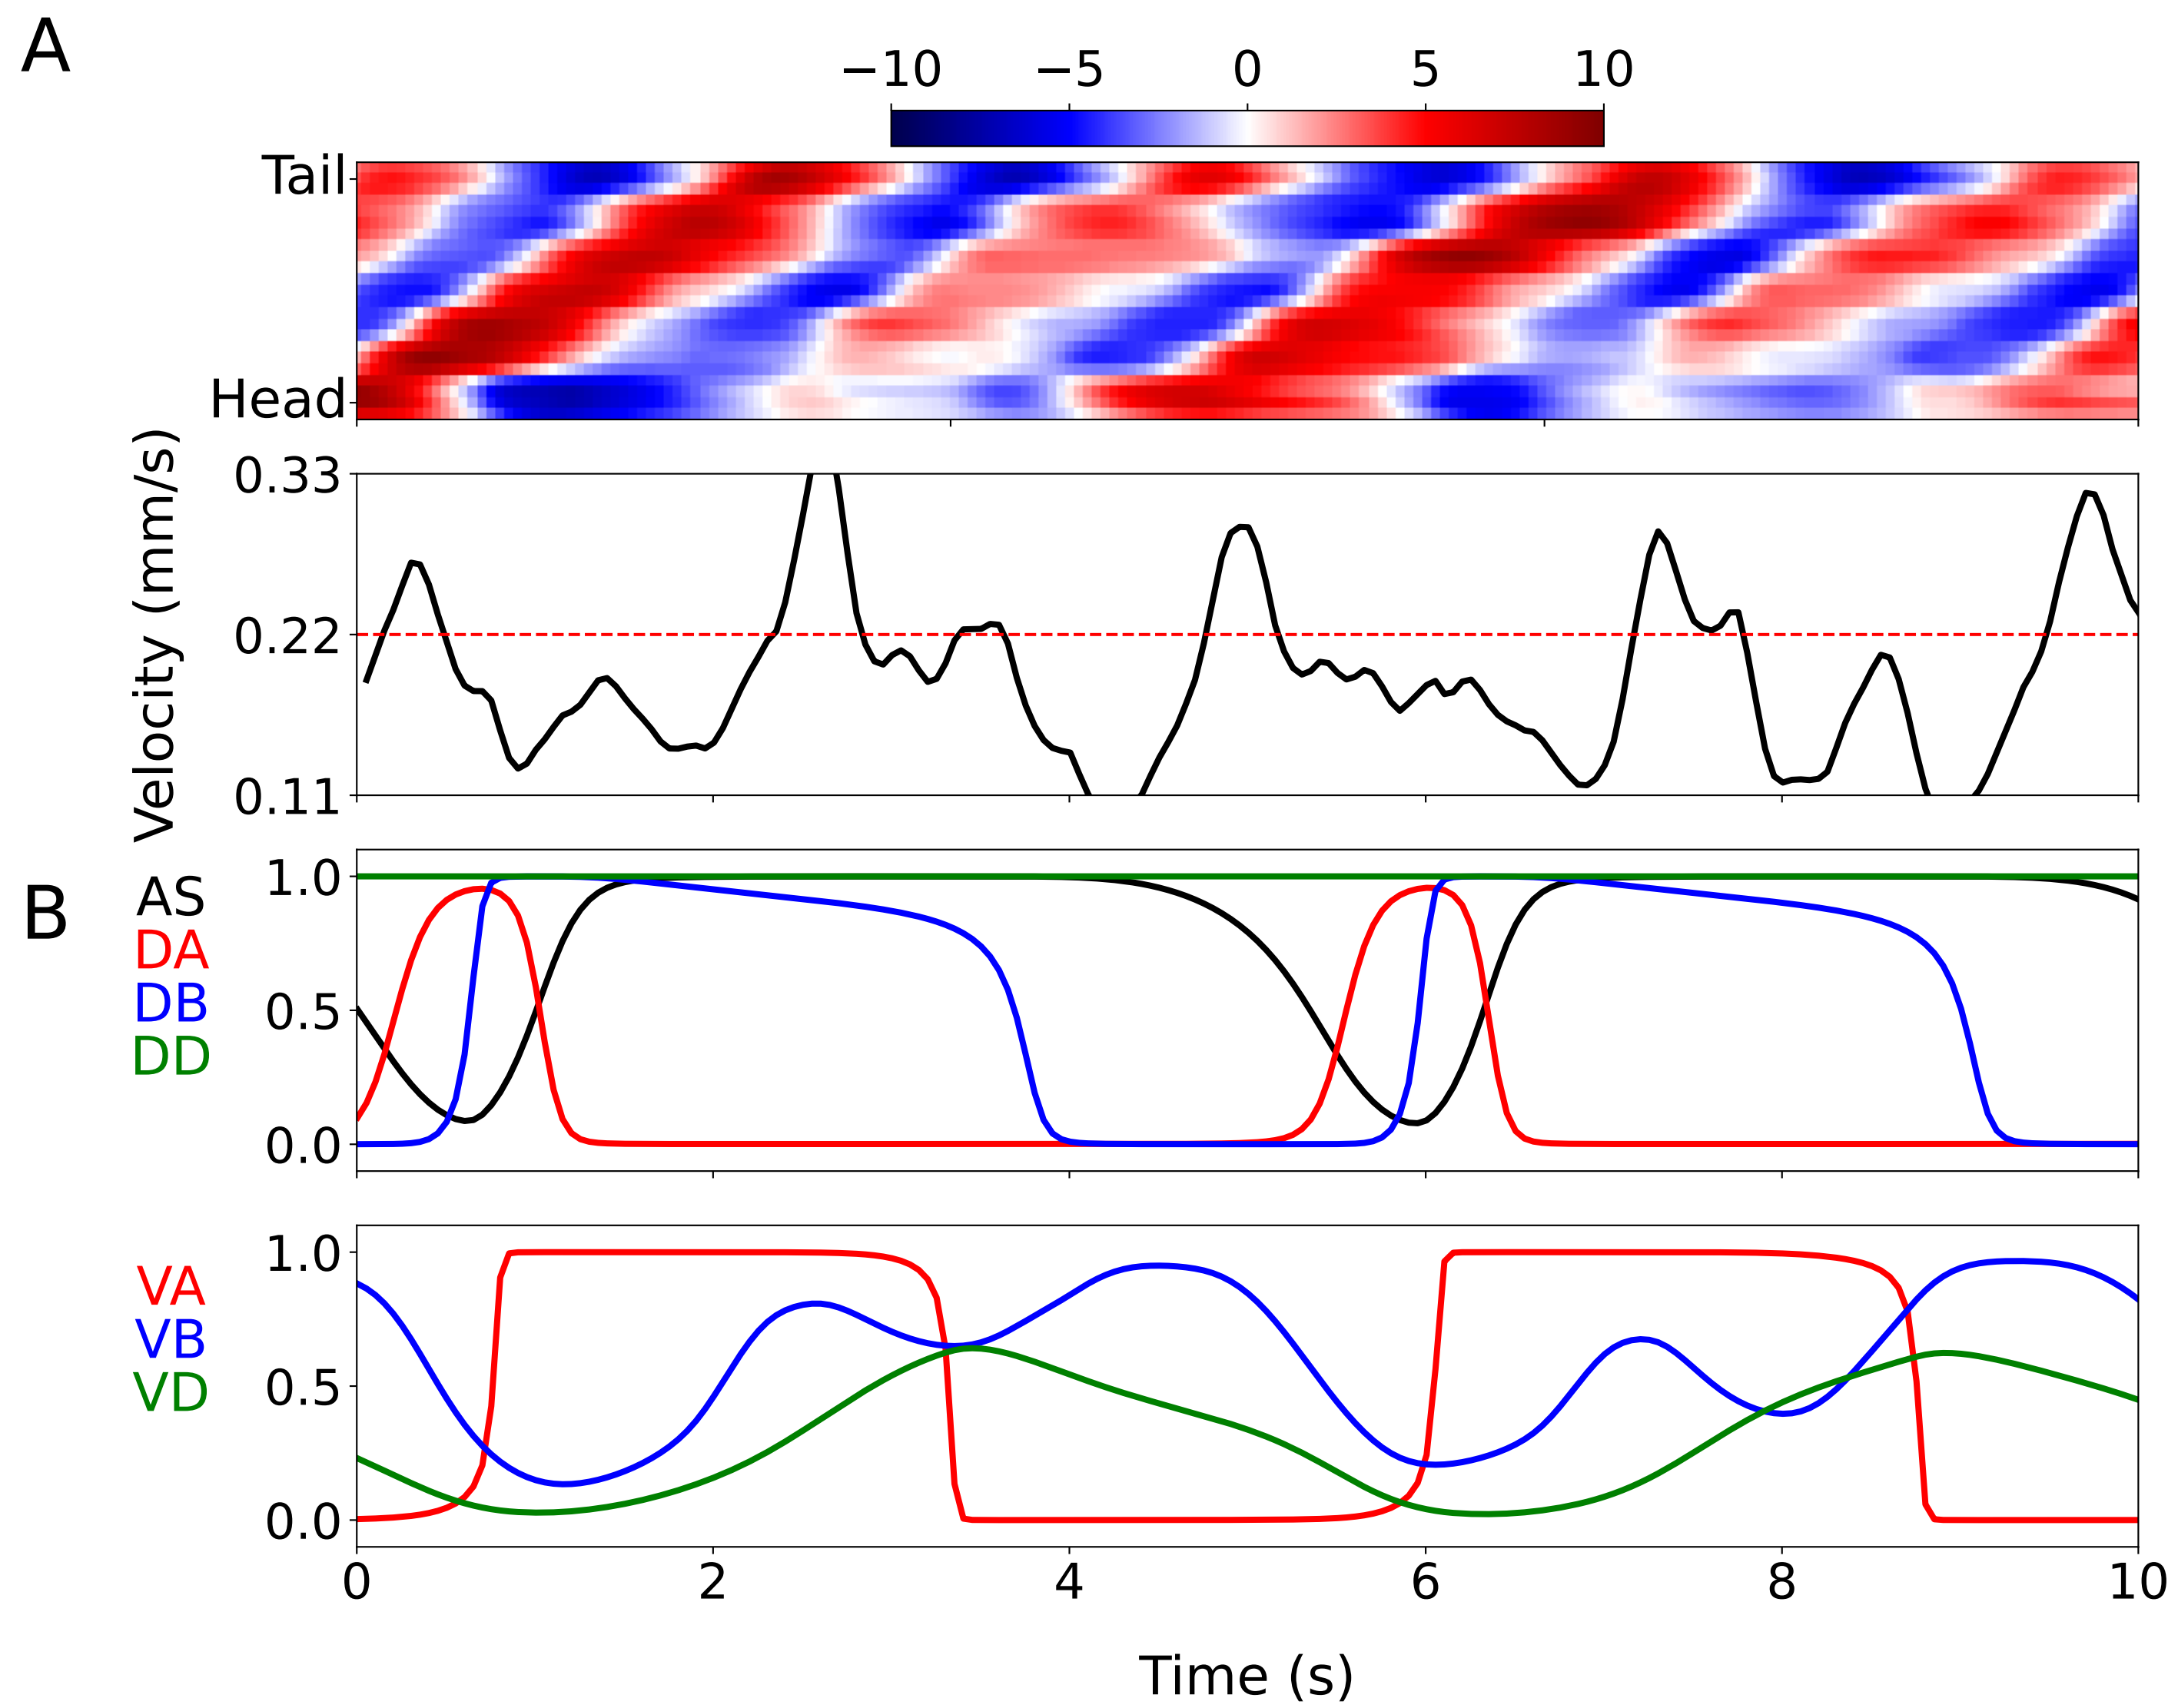 A
−10 −5 0 5 10
Tail
Head
Velocity (mm/s)
0.33
0.22
0.11
B
AS
DA
DB
DD
1.0
0.5
0.0
VA
VB
VD
1.0
0.5
0.0
0 2 4 6 8 10
Time (s)